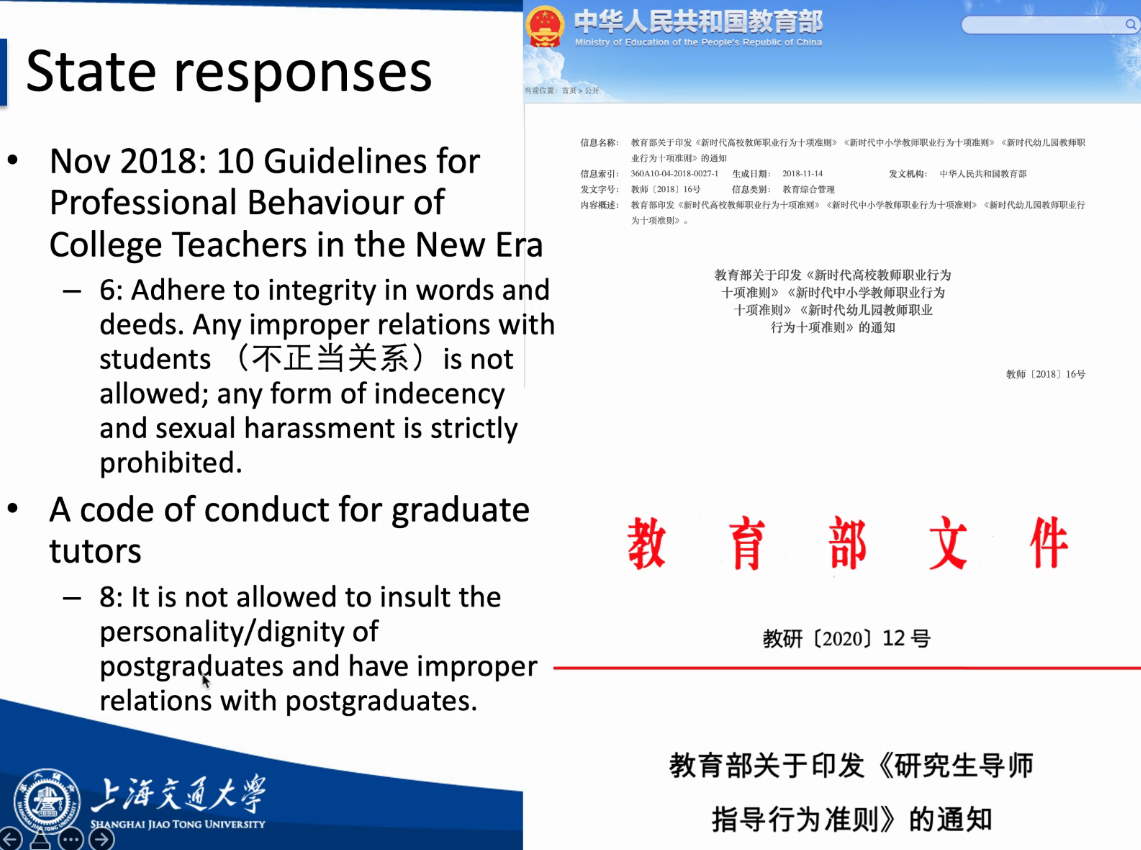 State responses
• Nov 2018: 10 Guidelines for
Professional Behaviour of
College Teachers in the New Era
– 6: Adhere to integrity in words and
deeds. Any improper relations with
students （不正当关系）is not
allowed; any form of indecency
and sexual harassment is strictly
prohibited.
• A code of conduct for graduate
tutors
– 8: It is not allowed to insult the
personality/dignity of
postgraduates and have improper
relations with postgraduates.
上海交通大学
SHANGHAI JIAO TONG UNIVERSITY
中华人民共和国教育部
Ministry of Education of the People's Republic of China
当前位置: 首页 > 公开
信息名称: 教育部关于印发《新时代高校教师职业行为十项准则》《新时代中小学教师职业行为十项准则》《新时代幼儿园教师职
业行为十项准则》的通知
信息索引: 360A10-04-2018-0027-1 生成日期: 2018-11-14 发文机构: 中华人民共和国教育部
发文字号: 教师〔2018〕16号 信息类别: 教育综合管理
内容概述: 教育部印发《新时代高校教师职业行为十项准则》《新时代中小学教师职业行为十项准则》《新时代幼儿园教师职业行
为十项准则》。
教育部关于印发《新时代高校教师职业行为
十项准则》《新时代中小学教师职业行为
十项准则》《新时代幼儿园教师职业
行为十项准则》的通知
教师〔2018〕16号
教育部文件
教研〔2020〕12号
教育部关于印发《研究生导师
指导行为准则》的通知